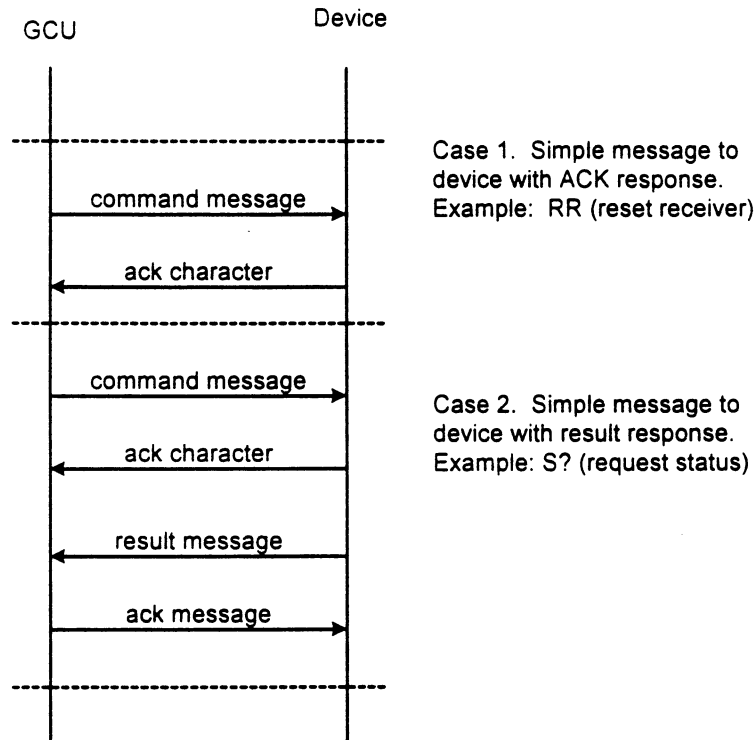 GCU
Device
Case 1.  Simple message to
device with ACK response.
Example:  RR (reset receiver)
command message
ack character
command message
Case 2.  Simple message to
device with result response.
Example: S? (request status)
ack character
result message
ack message